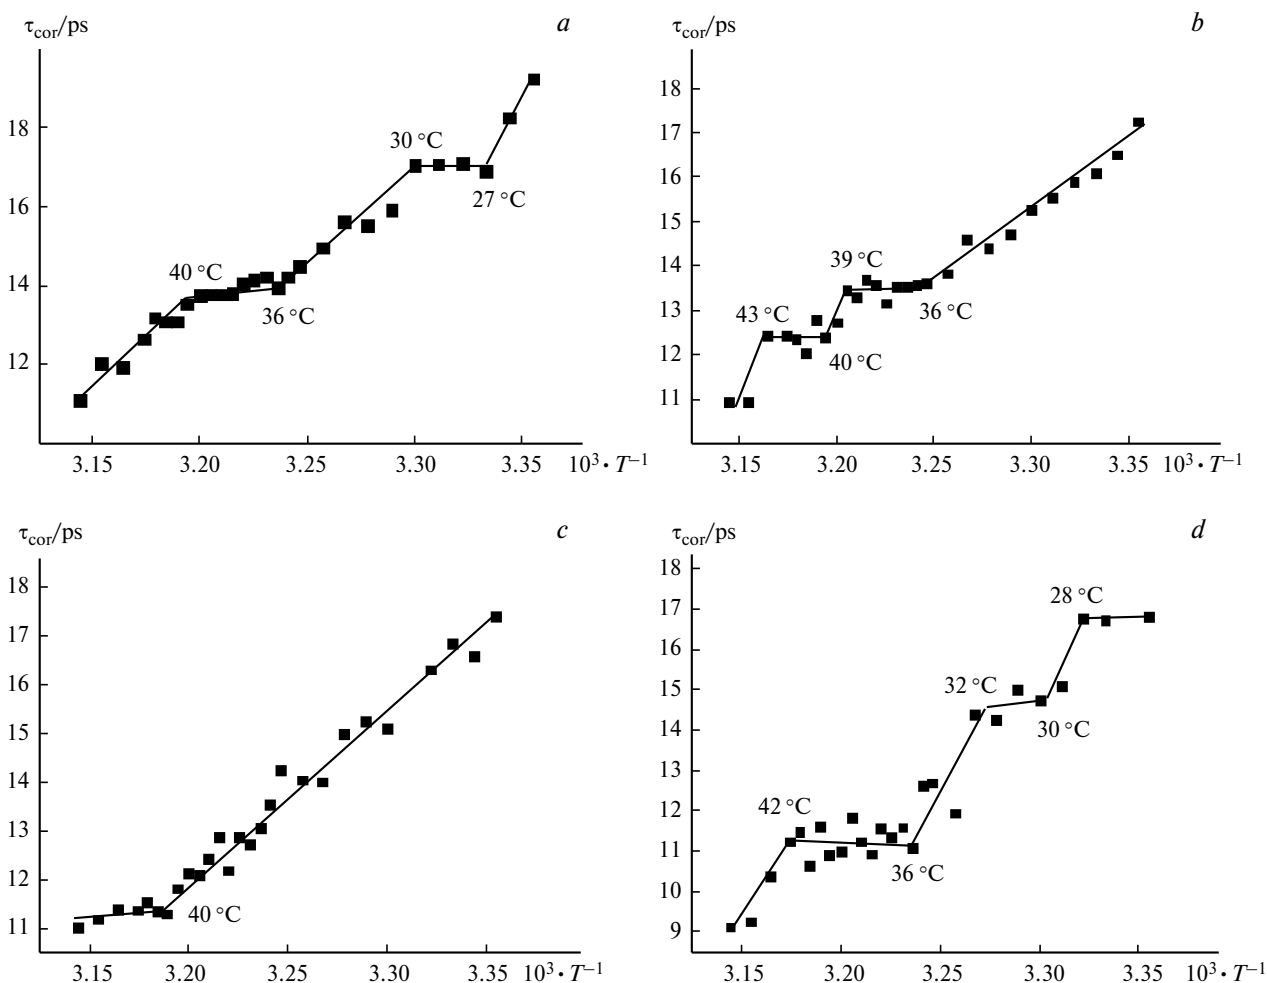 τcor/ps
a
18
16
14
12
30 °C
27 °C
40 °C
36 °C
3.15 3.20 3.25 3.30 3.35 10³•T⁻¹
τcor/ps
b
18
17
16
15
14
13
12
11
39 °C
36 °C
43 °C
40 °C
3.15 3.20 3.25 3.30 3.35 10³•T⁻¹
τcor/ps
c
18
17
16
15
14
13
12
11
40 °C
3.15 3.20 3.25 3.30 3.35 10³•T⁻¹
τcor/ps
d
18
17
16
15
14
13
12
11
10
9
28 °C
32 °C
30 °C
42 °C
36 °C
3.15 3.20 3.25 3.30 3.35 10³•T⁻¹